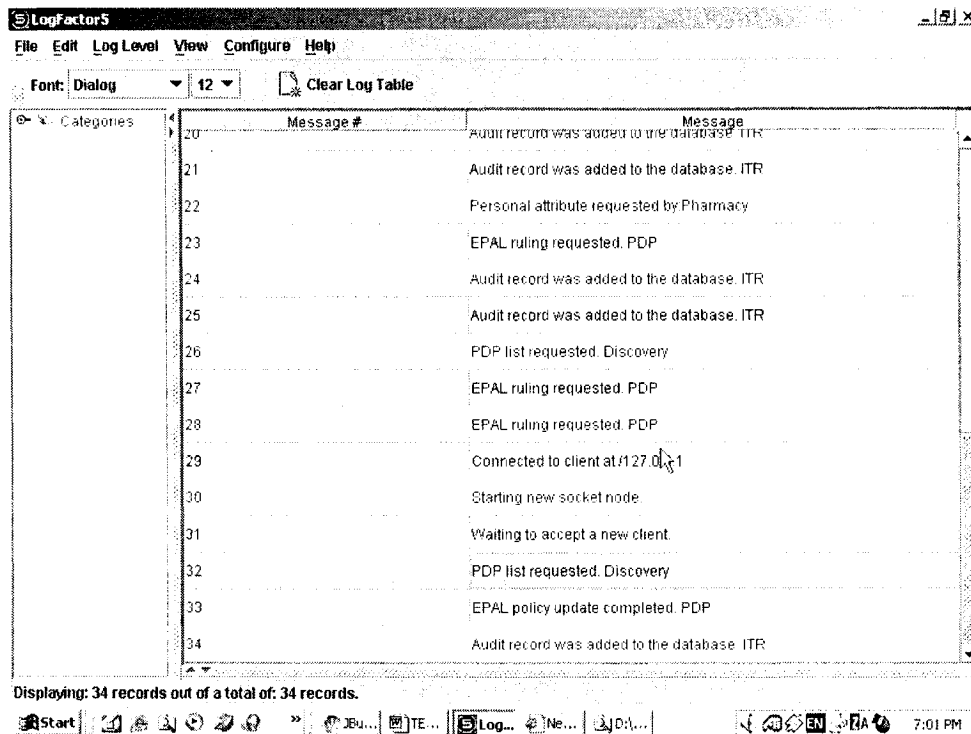 LogFactor5
File Edit Log Level View Configure Help
Font: Dialog 12 Clear Log Table
Categories
Message # Message
20 Audit record was added to the database. ITR
21 Audit record was added to the database. ITR
22 Personal attribute requested by Pharmacy
23 EPAL ruling requested. PDP
24 Audit record was added to the database. ITR
25 Audit record was added to the database. ITR
26 PDP list requested. Discovery
27 EPAL ruling requested. PDP
28 EPAL ruling requested. PDP
29 Connected to client at /127.0
30 Starting new socket node.
31 Waiting to accept a new client.
32 PDP list requested. Discovery
33 EPAL policy update completed. PDP
34 Audit record was added to the database. ITR
Displaying: 34 records out of a total of: 34 records.
Start » JBu... TE... Log... Ne... D:\... EN 7:01 PM